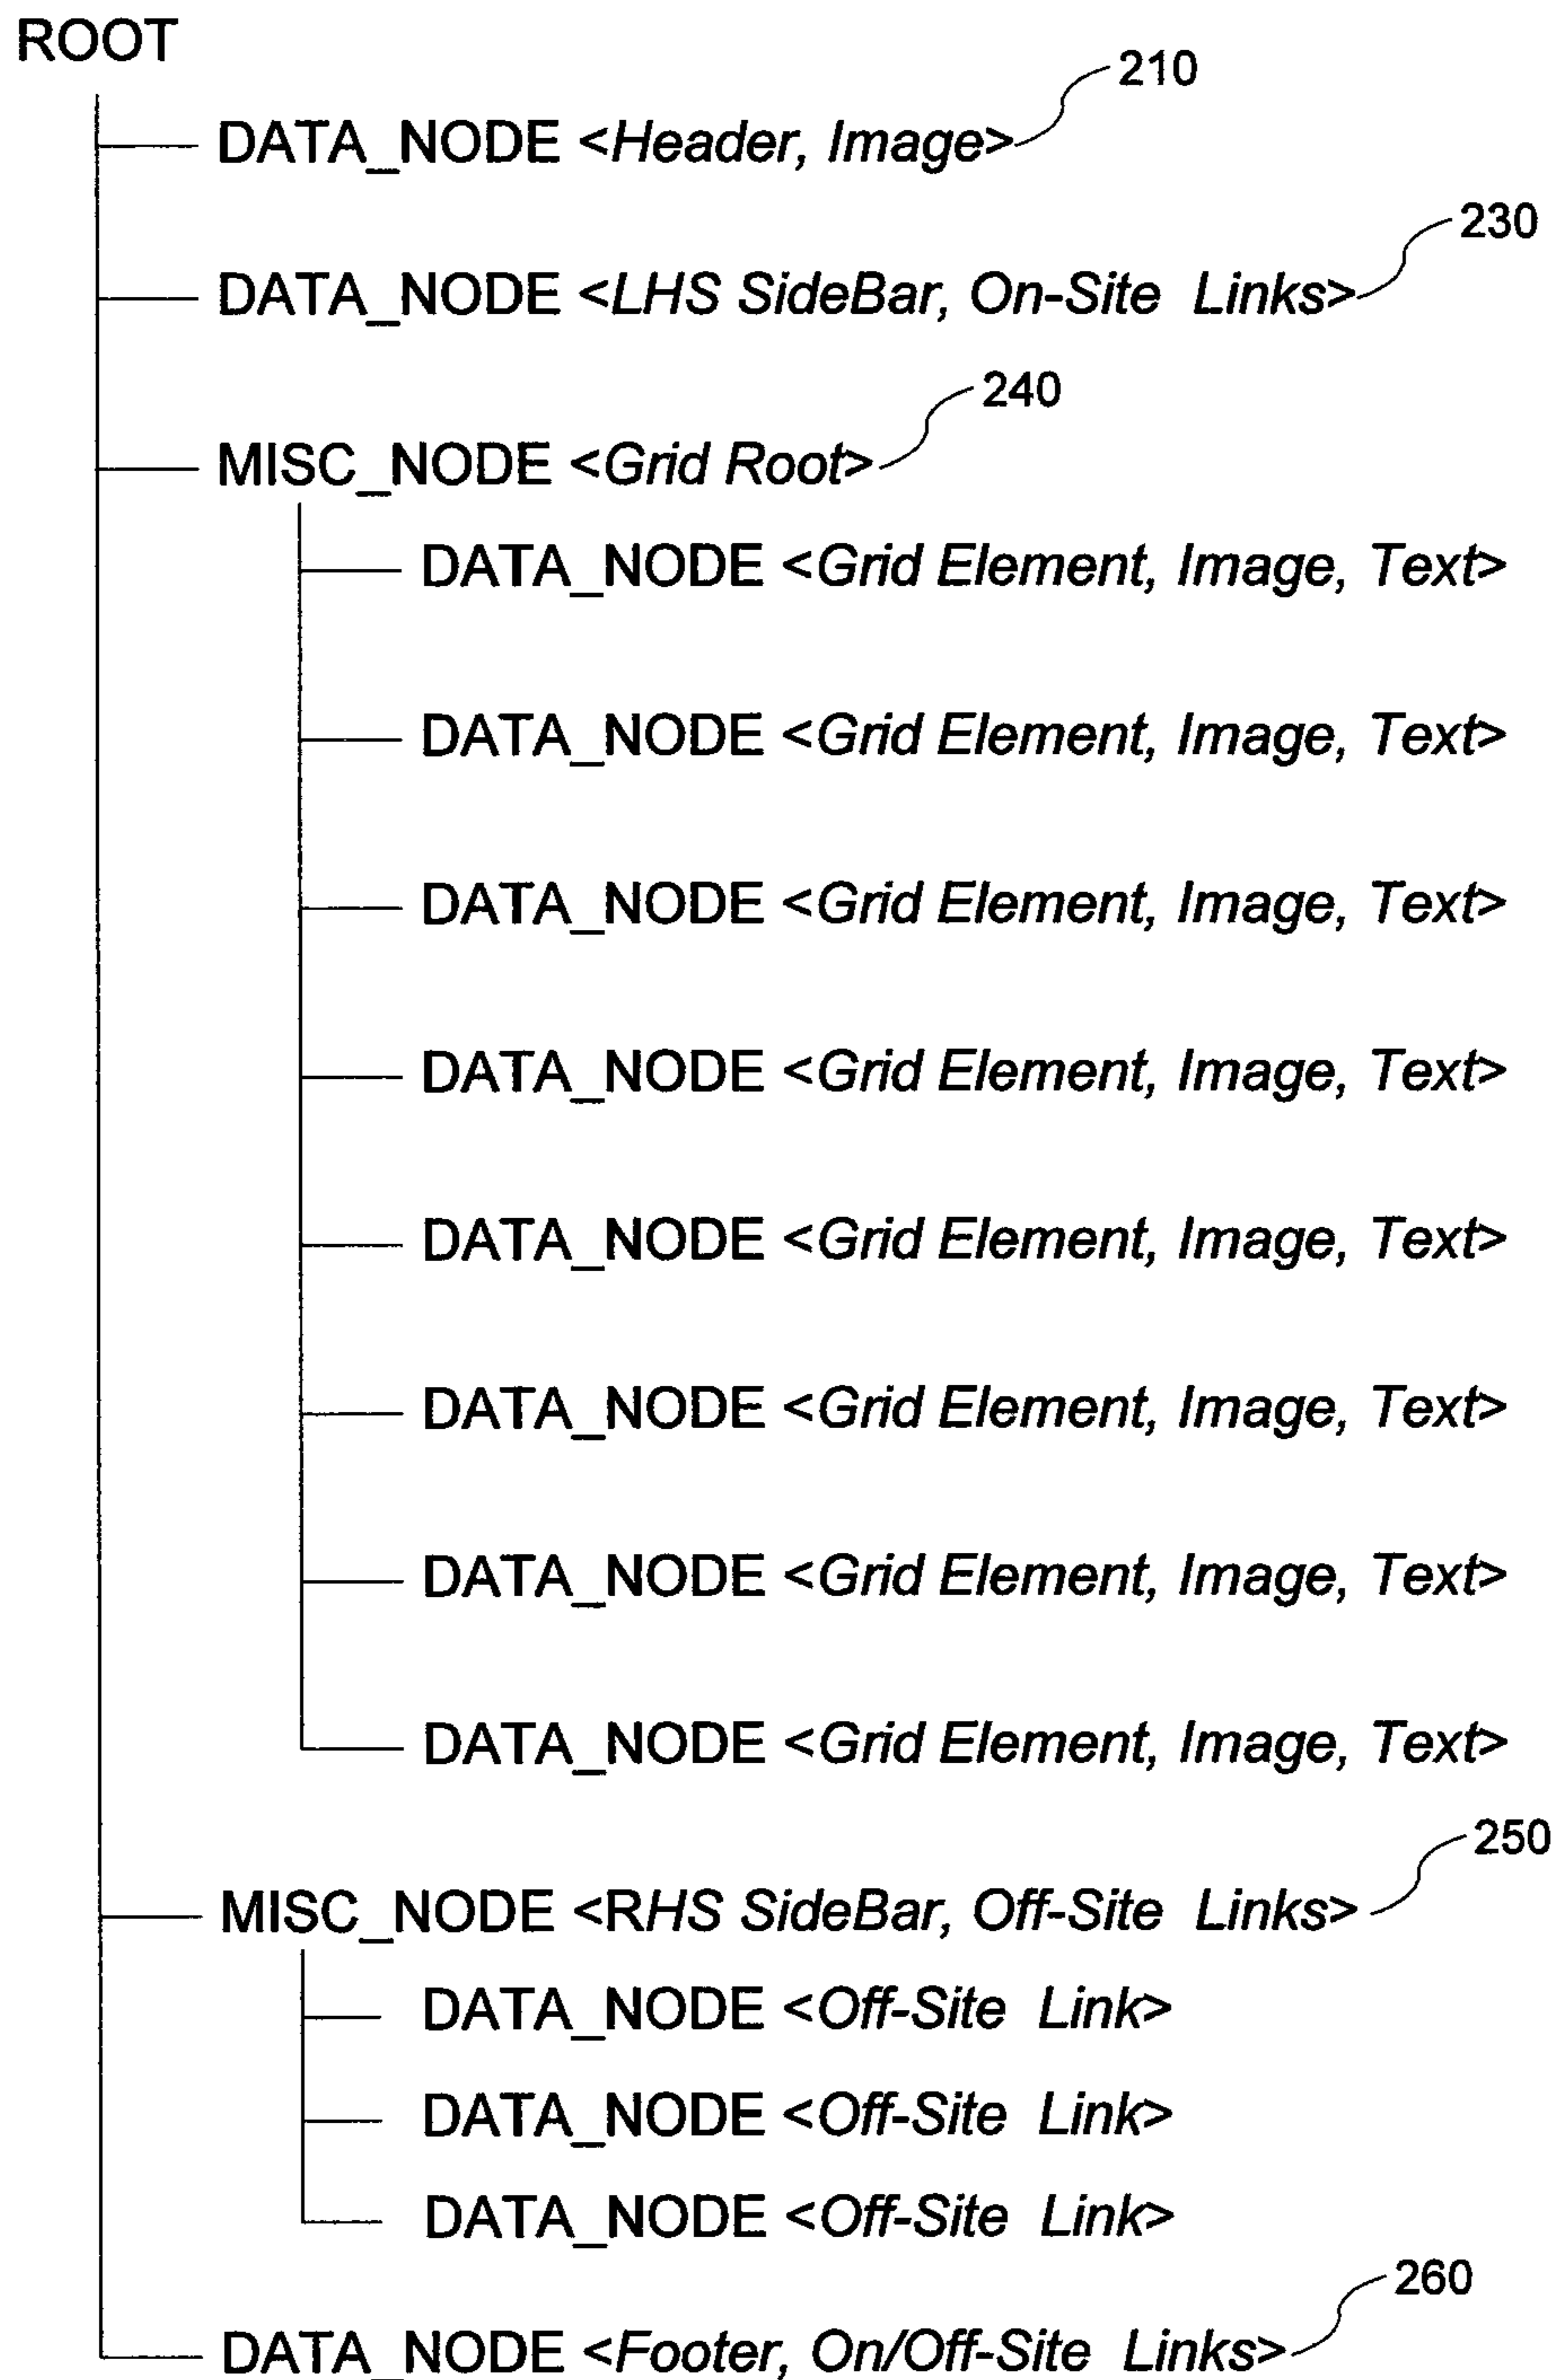 ROOT
210
DATA_NODE <Header, Image>
230
DATA_NODE <LHS SideBar, On-Site Links>
240
MISC_NODE <Grid Root>
DATA_NODE <Grid Element, Image, Text>
DATA_NODE <Grid Element, Image, Text>
DATA_NODE <Grid Element, Image, Text>
DATA_NODE <Grid Element, Image, Text>
DATA_NODE <Grid Element, Image, Text>
DATA_NODE <Grid Element, Image, Text>
DATA_NODE <Grid Element, Image, Text>
DATA_NODE <Grid Element, Image, Text>
250
MISC_NODE <RHS SideBar, Off-Site Links>
DATA_NODE <Off-Site Link>
DATA_NODE <Off-Site Link>
DATA_NODE <Off-Site Link>
260
DATA_NODE <Footer, On/Off-Site Links>